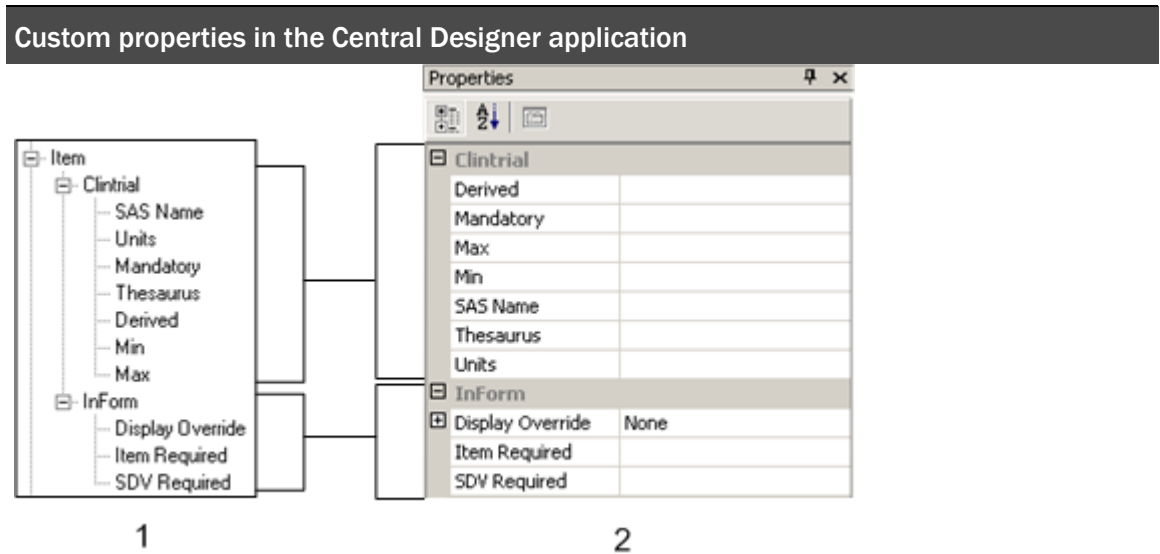 Custom properties in the Central Designer application
Item
Clintrial
SAS Name
Units
Mandatory
Thesaurus
Derived
Min
Max
InForm
Display Override
Item Required
SDV Required
1
Properties
Clintrial
Derived
Mandatory
Max
Min
SAS Name
Thesaurus
Units
InForm
Display Override None
Item Required
SDV Required
2